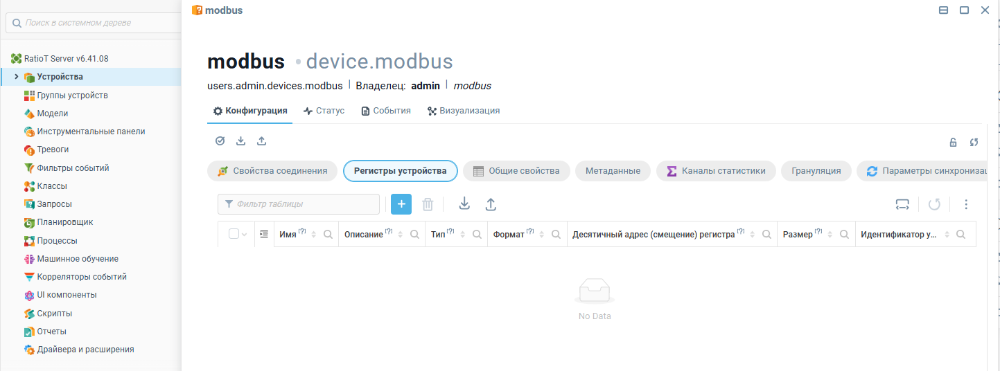 modbus
Поиск в системном дереве
RatioT Server v6.41.08
Устройства
Группы устройств
Модели
Инструментальные панели
Тревоги
Фильтры событий
Классы
Запросы
Планировщик
Процессы
Машинное обучение
Корреляторы событий
UI компоненты
Скрипты
Отчеты
Драйвера и расширения
modbus • device.modbus
users.admin.devices.modbus | Владелец: admin | modbus
Конфигурация Статус События Визуализация
Свойства соединения Регистры устройства Общие свойства Метаданные Каналы статистики Грануляция Параметры синхронизац
Фильтр таблицы
Имя [?] Описание [?] Тип [?] Формат [?] Десятичный адрес (смещение) регистра [?] Размер [?] Идентификатор у...
No Data